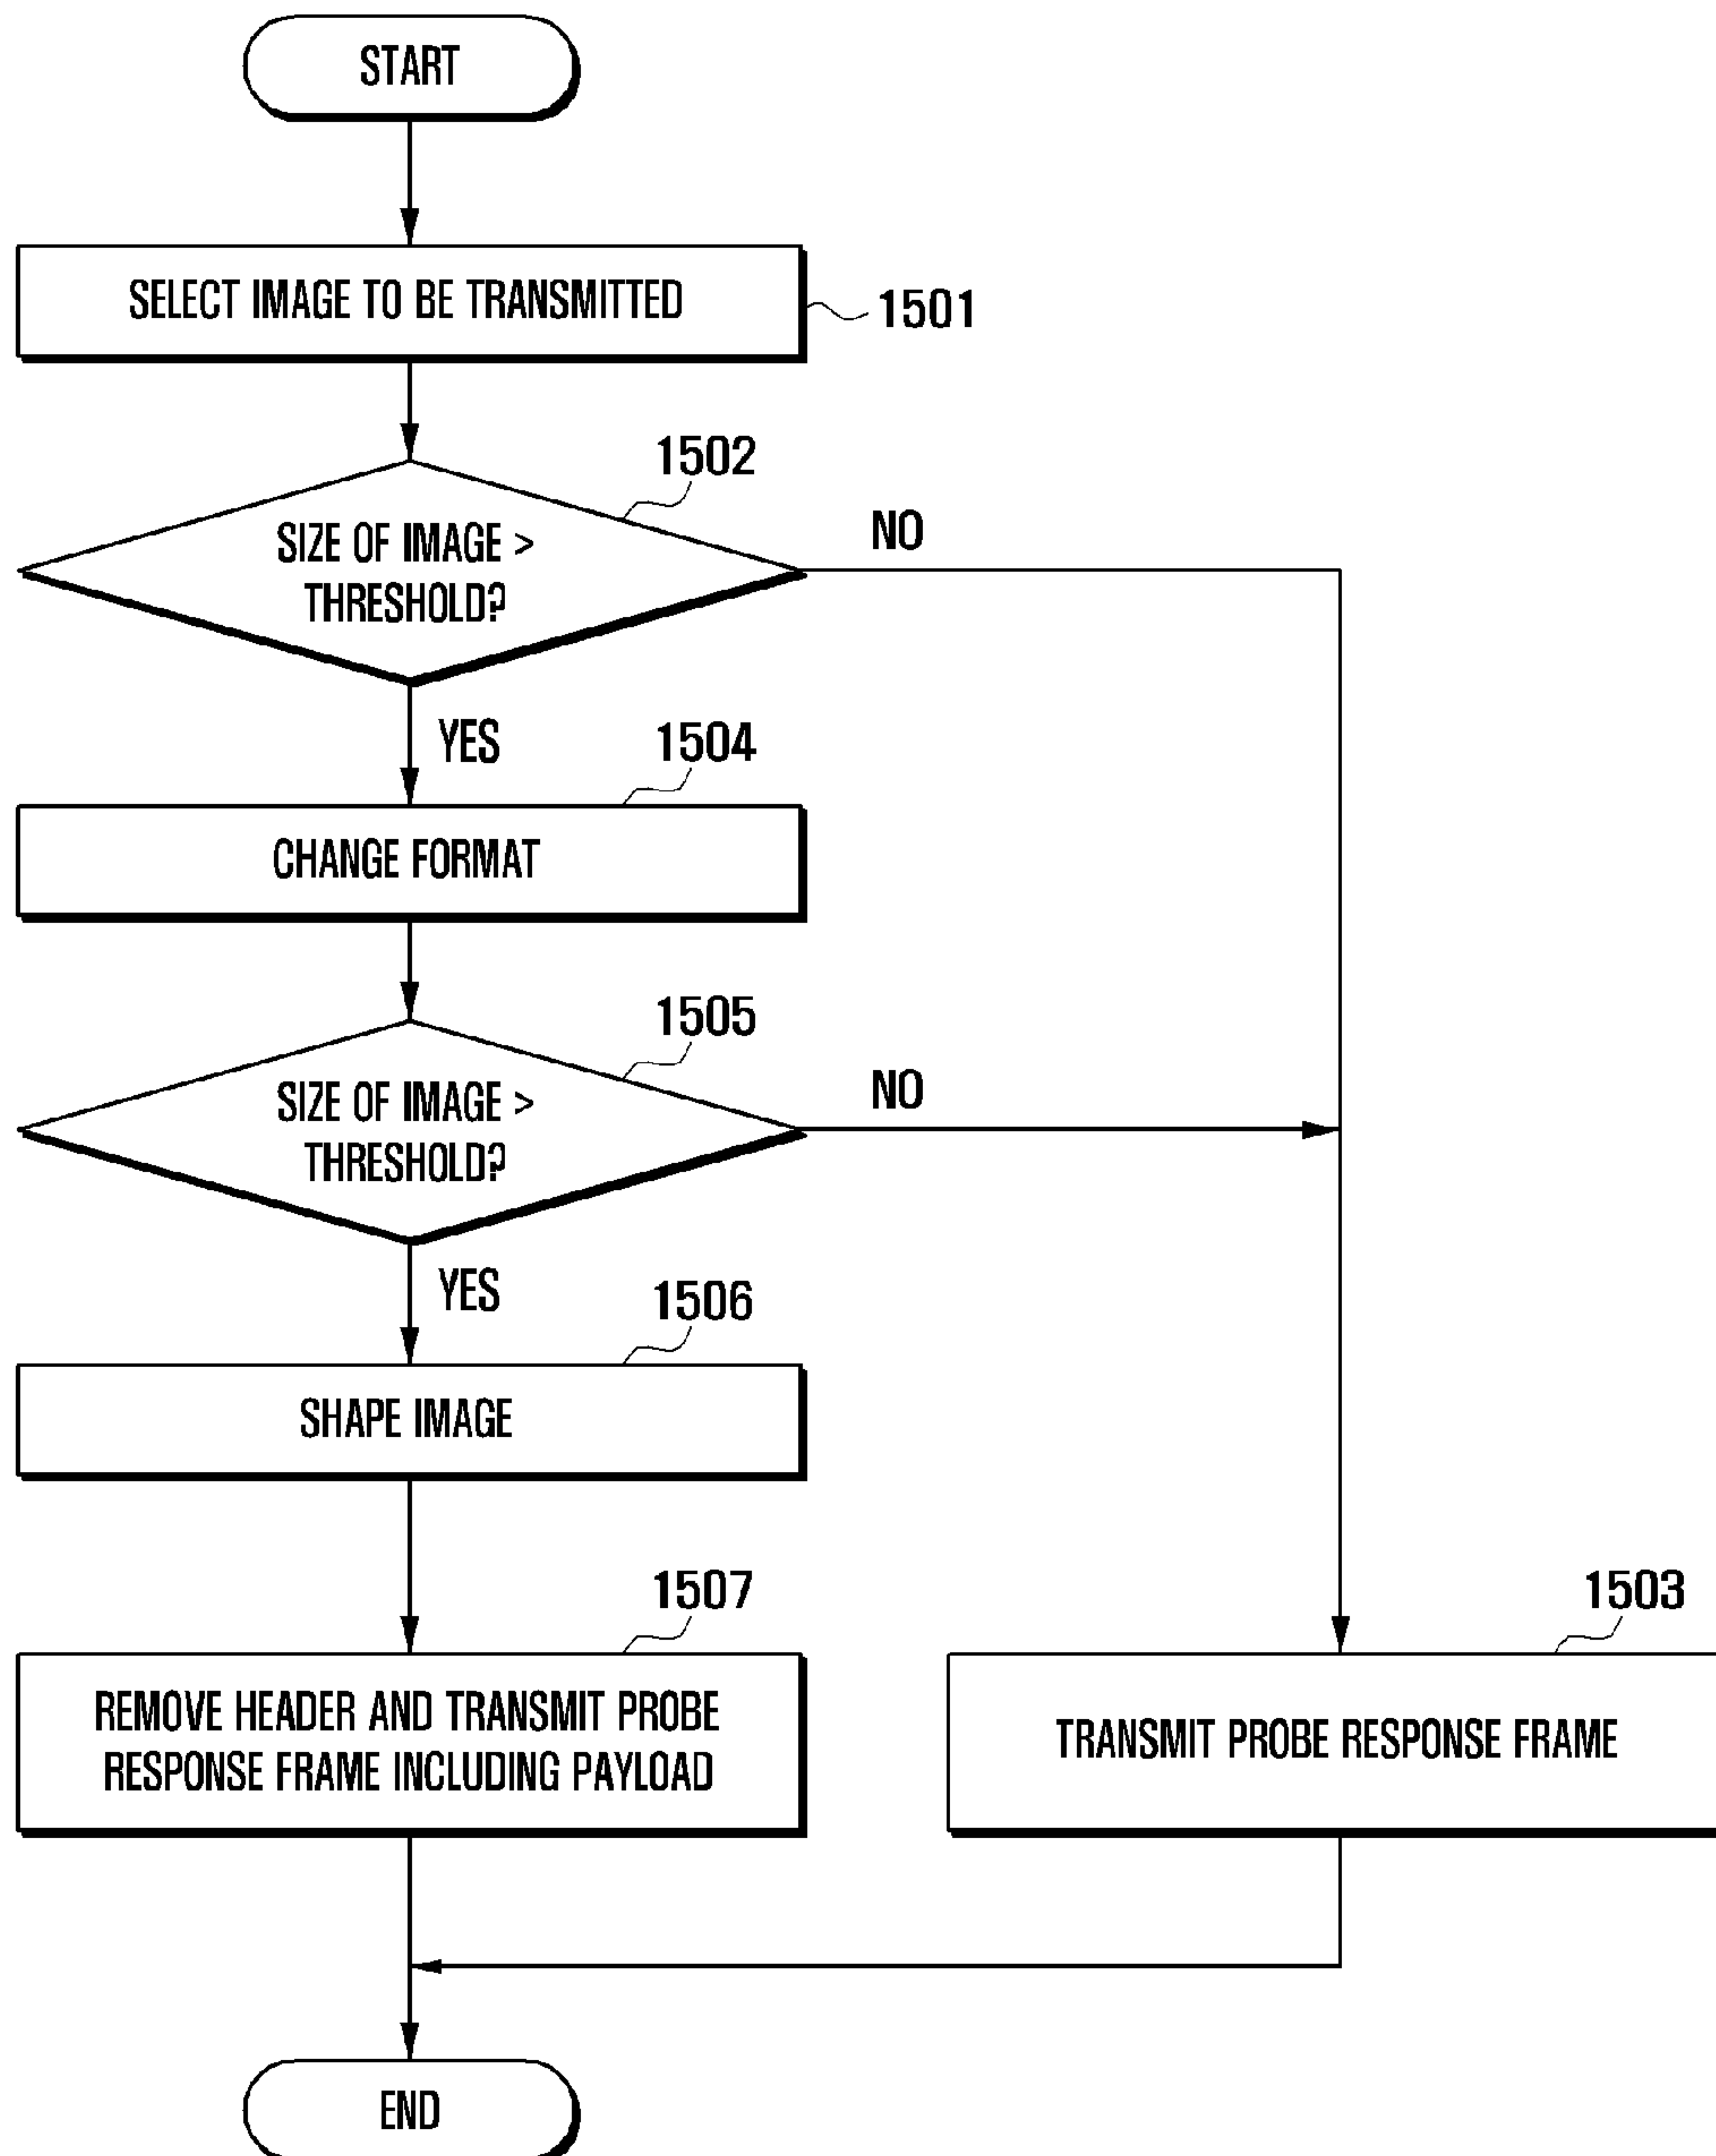 START
SELECT IMAGE TO BE TRANSMITTED
1501
1502
SIZE OF IMAGE >
THRESHOLD?
NO
YES
1504
CHANGE FORMAT
1505
SIZE OF IMAGE >
THRESHOLD?
NO
YES
1506
SHAPE IMAGE
1507
REMOVE HEADER AND TRANSMIT PROBE
RESPONSE FRAME INCLUDING PAYLOAD
1503
TRANSMIT PROBE RESPONSE FRAME
END